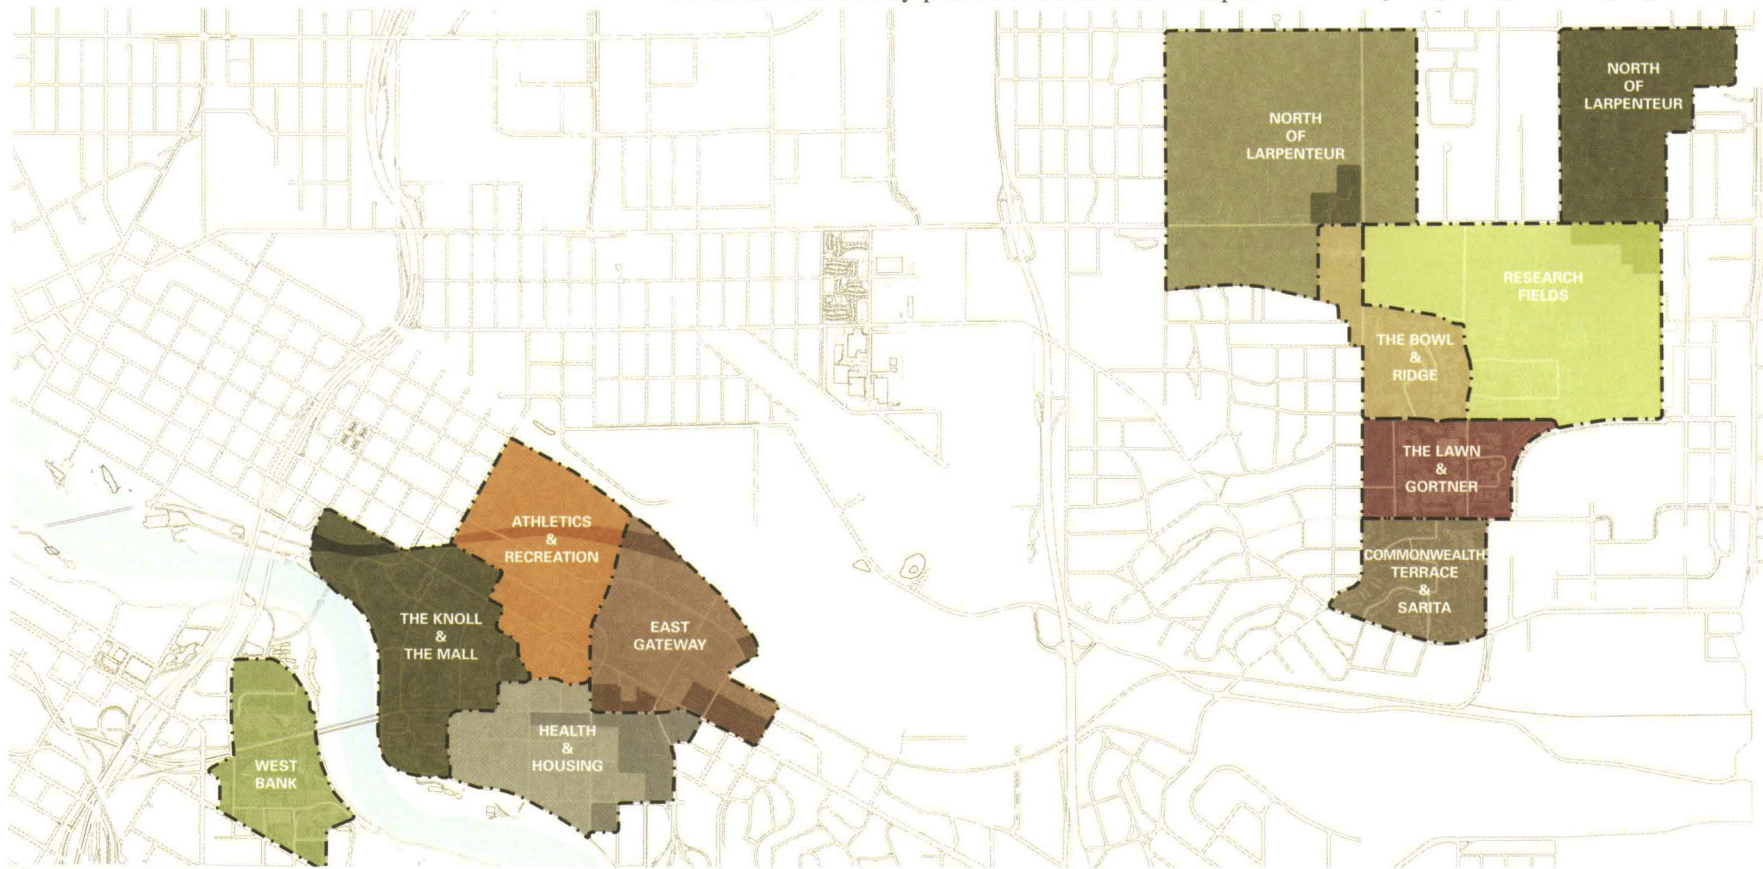 NORTH
OF
LARPENTEUR
NORTH
OF
LARPENTEUR
RESEARCH
FIELDS
THE BOWL
&
RIDGE
THE LAWN
&
GORTNER
COMMONWEALTH
TERRACE
&
SARITA
ATHLETICS
&
RECREATION
THE KNOLL
&
THE MALL
EAST
GATEWAY
HEALTH
&
HOUSING
WEST
BANK